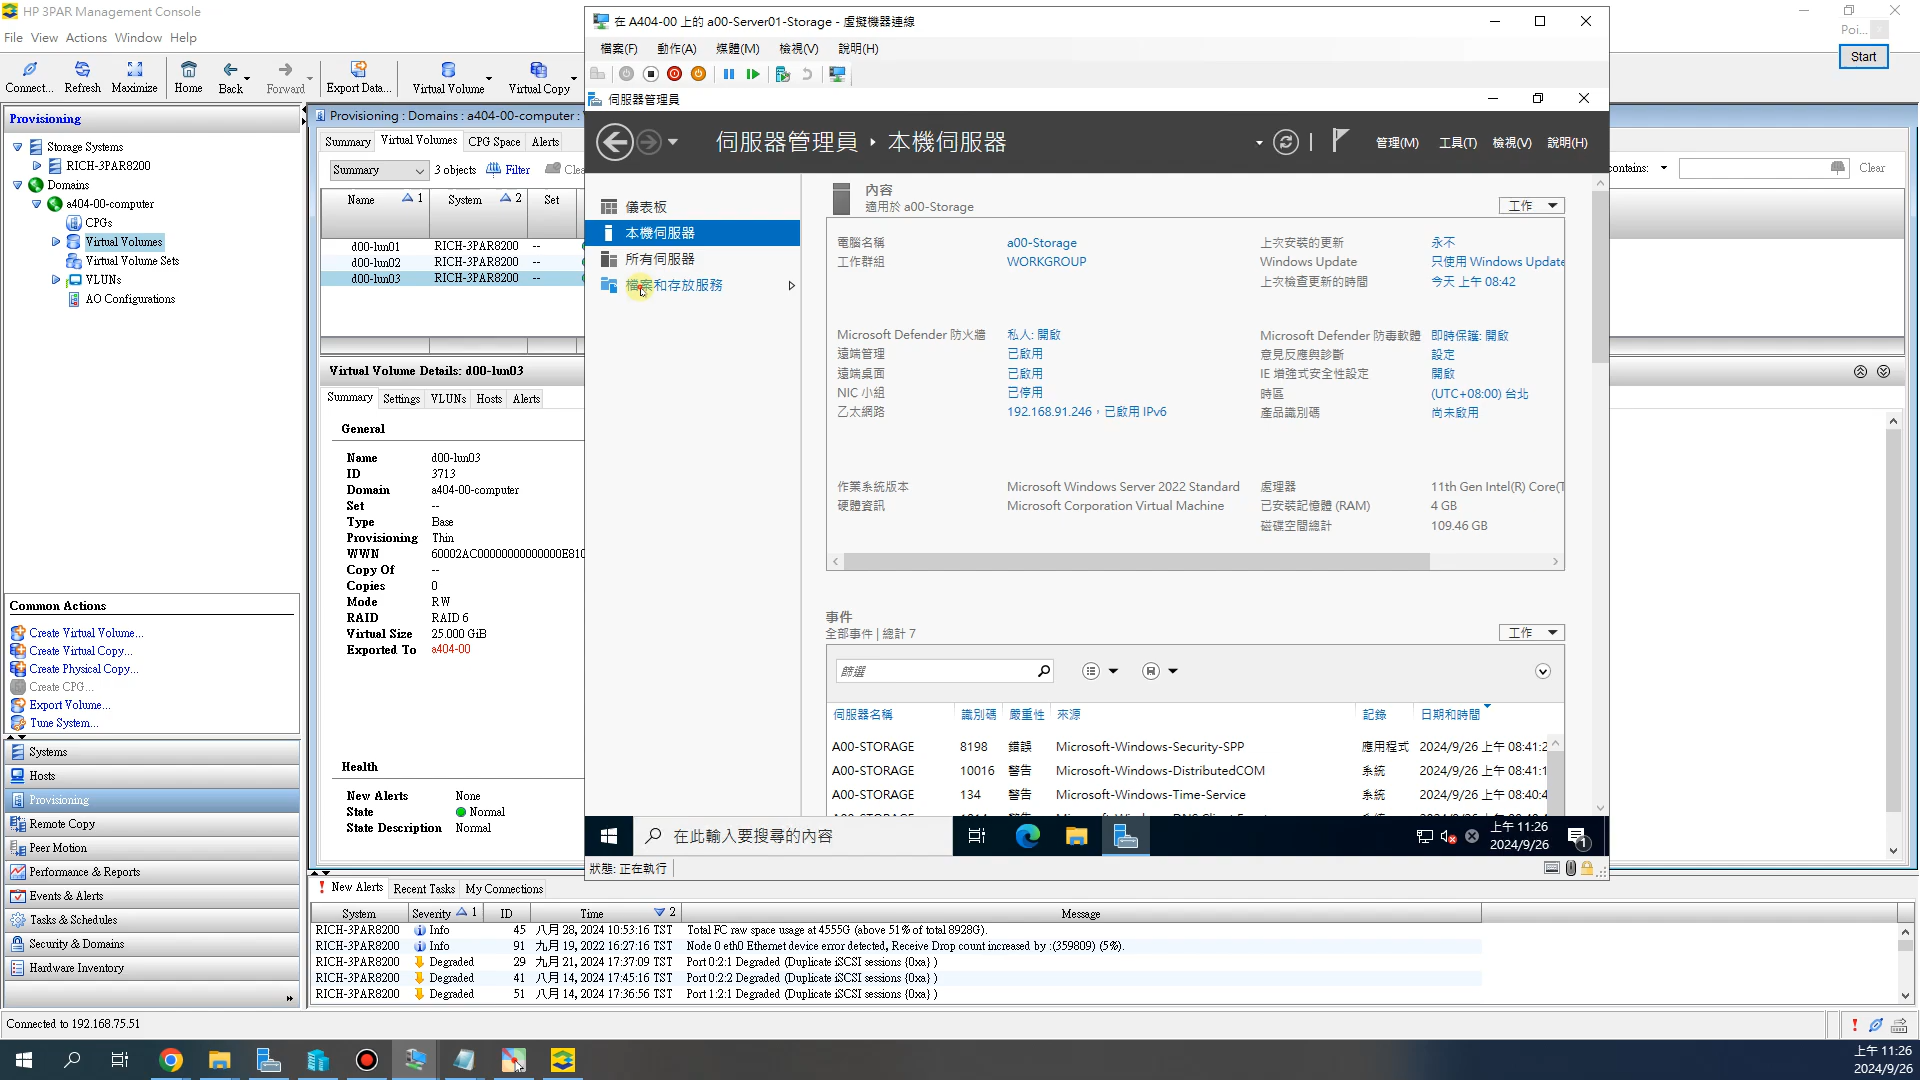 HP 3PAR Management Console
File View Actions Window Help
Poi...
Start
Connect... Refresh Maximize Home Back Forward Export Data... Virtual Volume Virtual Copy
Provisioning
Storage Systems
RICH-3PAR8200
Domains
a404-00-computer
CPGs
Virtual Volumes
Virtual Volume Sets
VLUNs
AO Configurations
Common Actions
Create Virtual Volume...
Create Virtual Copy...
Create Physical Copy...
Create CPG...
Export Volume...
Tune System...
Systems
Hosts
Provisioning
Remote Copy
Peer Motion
Performance & Reports
Events & Alerts
Tasks & Schedules
Security & Domains
Hardware Inventory
Provisioning : Domains : a404-00-computer :
Summary Virtual Volumes CPG Space Alerts
Summary 3 objects Filter Clea
ontains: Clear
Name 1 System 2 Set
d00-lun01 RICH-3PAR8200 --
d00-lun02 RICH-3PAR8200 --
d00-lun03 RICH-3PAR8200 --
Virtual Volume Details: d00-lun03
Summary Settings VLUNs Hosts Alerts
General
Name d00-lun03
ID 3713
Domain a404-00-computer
Set --
Type Base
Provisioning Thin
WWN 60002AC00000000000000E810
Copy Of --
Copies 0
Mode RW
RAID RAID 6
Virtual Size 25.000 GiB
Exported To a404-00
Health
New Alerts None
State Normal
State Description Normal
在 A404-00 上的 a00-Server01-Storage - 虛擬機器連線
檔案(F) 動作(A) 媒體(M) 檢視(V) 說明(H)
伺服器管理員
伺服器管理員 ‣ 本機伺服器
管理(M) 工具(T) 檢視(V) 說明(H)
儀表板
本機伺服器
所有伺服器
檔案和存放服務
內容
適用於 a00-Storage
工作
電腦名稱 a00-Storage 上次安裝的更新 永不
工作群組 WORKGROUP Windows Update 只使用 Windows Update
上次檢查更新的時間 今天 上午 08:42
Microsoft Defender 防火牆 私人: 開啟 Microsoft Defender 防毒軟體 即時保護: 開啟
遠端管理 已啟用 意見反應與診斷 設定
遠端桌面 已啟用 IE 增強式安全性設定 開啟
NIC 小組 已停用 時區 (UTC+08:00) 台北
乙太網路 192.168.91.246，已啟用 IPv6 產品識別碼 尚未啟用
作業系統版本 Microsoft Windows Server 2022 Standard 處理器 11th Gen Intel(R) Core(T
硬體資訊 Microsoft Corporation Virtual Machine 已安裝記憶體 (RAM) 4 GB
磁碟空間總計 109.46 GB
事件
全部事件 | 總計 7
工作
篩選
伺服器名稱 識別碼 嚴重性 來源 記錄 日期和時間
A00-STORAGE 8198 錯誤 Microsoft-Windows-Security-SPP 應用程式 2024/9/26 上午 08:41:2
A00-STORAGE 10016 警告 Microsoft-Windows-DistributedCOM 系統 2024/9/26 上午 08:41:1
A00-STORAGE 134 警告 Microsoft-Windows-Time-Service 系統 2024/9/26 上午 08:40:4
在此輸入要搜尋的內容
上午 11:26
2024/9/26
1
狀態: 正在執行
New Alerts Recent Tasks My Connections
System Severity 1 ID Time 2 Message
RICH-3PAR8200 Info 45 八月 28, 2024 10:53:16 TST Total FC raw space usage at 4555G (above 51% of total 8928G).
RICH-3PAR8200 Info 91 九月 19, 2022 16:27:16 TST Node 0 eth0 Ethernet device error detected, Receive Drop count increased by :(359809) (5%).
RICH-3PAR8200 Degraded 29 九月 21, 2024 17:37:09 TST Port 0:2:1 Degraded (Duplicate iSCSI sessions {0xa} )
RICH-3PAR8200 Degraded 41 八月 14, 2024 17:45:16 TST Port 0:2:2 Degraded (Duplicate iSCSI sessions {0xa} )
RICH-3PAR8200 Degraded 51 八月 14, 2024 17:36:56 TST Port 1:2:1 Degraded (Duplicate iSCSI sessions {0xa} )
Connected to 192.168.75.51
上午 11:26
2024/9/26